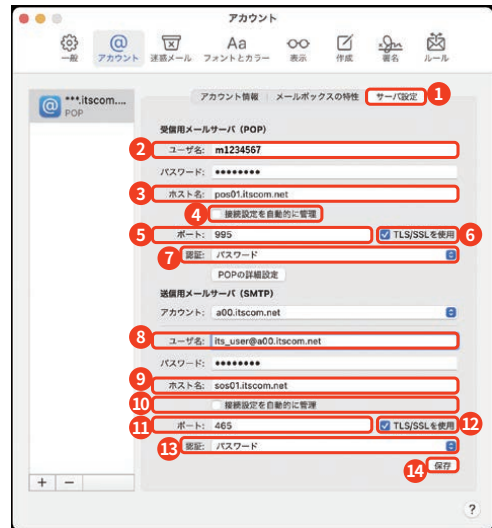 アカウント
一般 アカウント 迷惑メール フォントとカラー 表示 作成 署名 ルール
Aa
***.itscom....
POP
アカウント情報 メールボックスの特性 サーバ設定 1
受信用メールサーバ (POP)
2 ユーザ名: m1234567
パスワード: ••••••••
3 ホスト名: pos01.itscom.net
4 接続設定を自動的に管理
5 ポート: 995 TLS/SSLを使用 6
7 認証: パスワード
POPの詳細設定
送信用メールサーバ (SMTP)
アカウント: a00.itscom.net
8 ユーザ名: its_user@a00.itscom.net
パスワード: ••••••••
9 ホスト名: sos01.itscom.net
10 接続設定を自動的に管理
11 ポート: 465 TLS/SSLを使用 12
13 認証: パスワード
14 保存
+ − ?